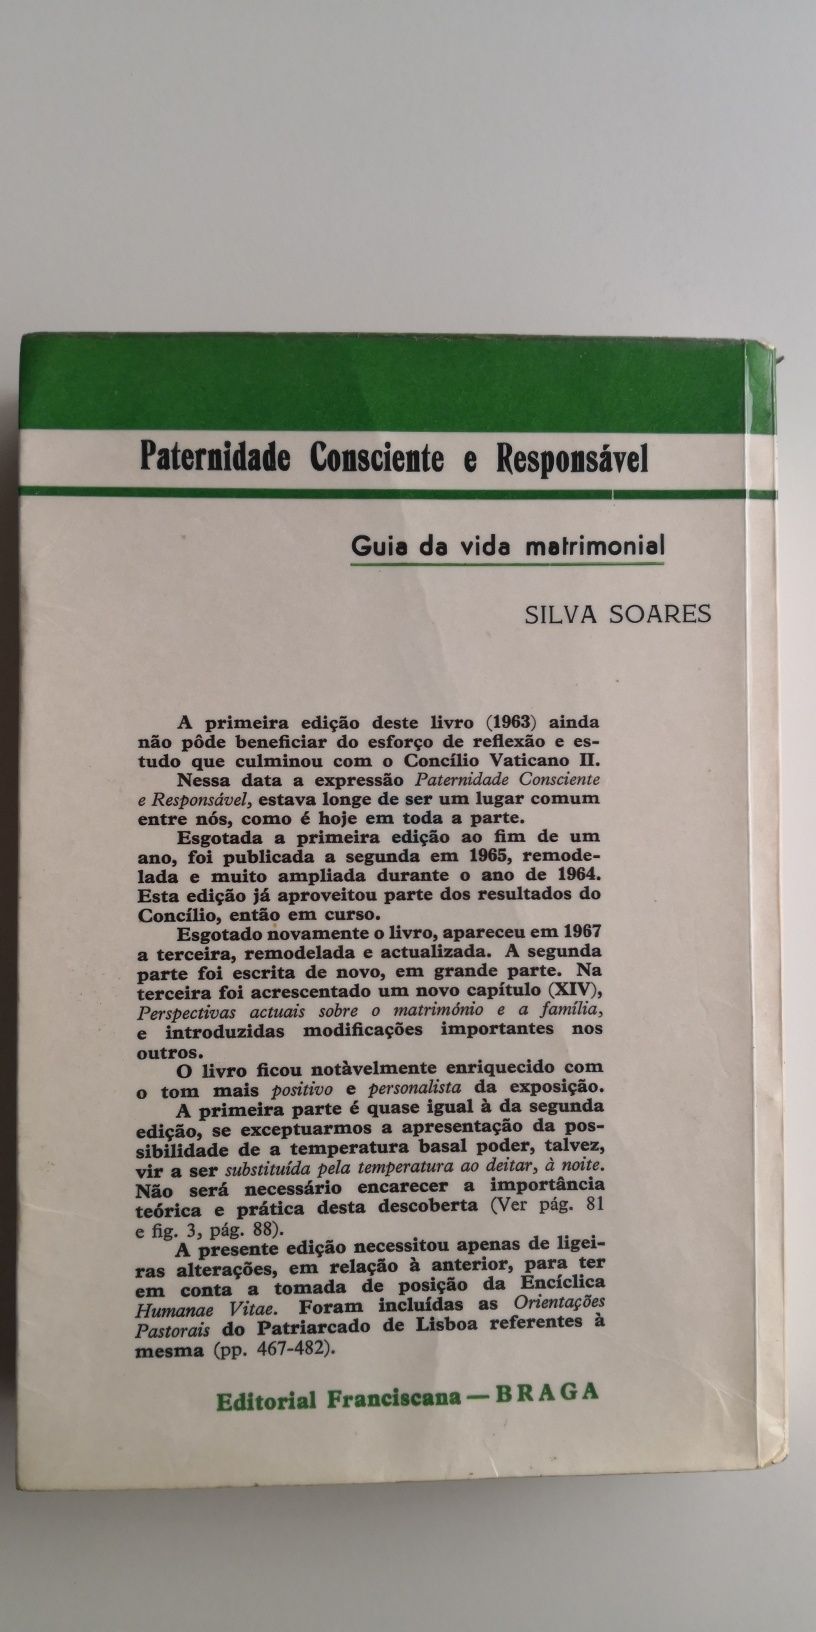 Paternidade Consciente e Responsável
Guia da vida matrimonial
SILVA SOARES
A primeira edição deste livro (1963) ainda
não pôde beneficiar do esforço de reflexão e es-
tudo que culminou com o Concílio Vaticano II.
Nessa data a expressão Paternidade Consciente
e Responsável, estava longe de ser um lugar comum
entre nós, como é hoje em toda a parte.
Esgotada a primeira edição ao fim de um
ano, foi publicada a segunda em 1965, remode-
lada e muito ampliada durante o ano de 1964.
Esta edição já aproveitou parte dos resultados do
Concílio, então em curso.
Esgotado novamente o livro, apareceu em 1967
a terceira, remodelada e actualizada. A segunda
parte foi escrita de novo, em grande parte. Na
terceira foi acrescentado um novo capítulo (XIV),
Perspectivas actuais sobre o matrimónio e a família,
e introduzidas modificações importantes nos
outros.
O livro ficou notàvelmente enriquecido com
o tom mais positivo e personalista da exposição.
A primeira parte é quase igual à da segunda
edição, se exceptuarmos a apresentação da pos-
sibilidade de a temperatura basal poder, talvez,
vir a ser substituída pela temperatura ao deitar, à noite.
Não será necessário encarecer a importância
teórica e prática desta descoberta (Ver pág. 81
e fig. 3, pág. 88).
A presente edição necessitou apenas de ligei-
ras alterações, em relação à anterior, para ter
em conta a tomada de posição da Encíclica
Humanae Vitae. Foram incluídas as Orientações
Pastorais do Patriarcado de Lisboa referentes à
mesma (pp. 467-482).
Editorial Franciscana — BRAGA